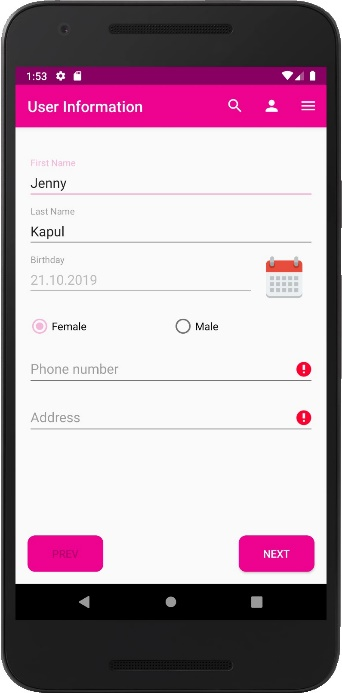 1:53
User Information
First Name
Jenny
Last Name
Kapul
Birthday
21.10.2019
Female Male
Phone number
Address
PREV NEXT